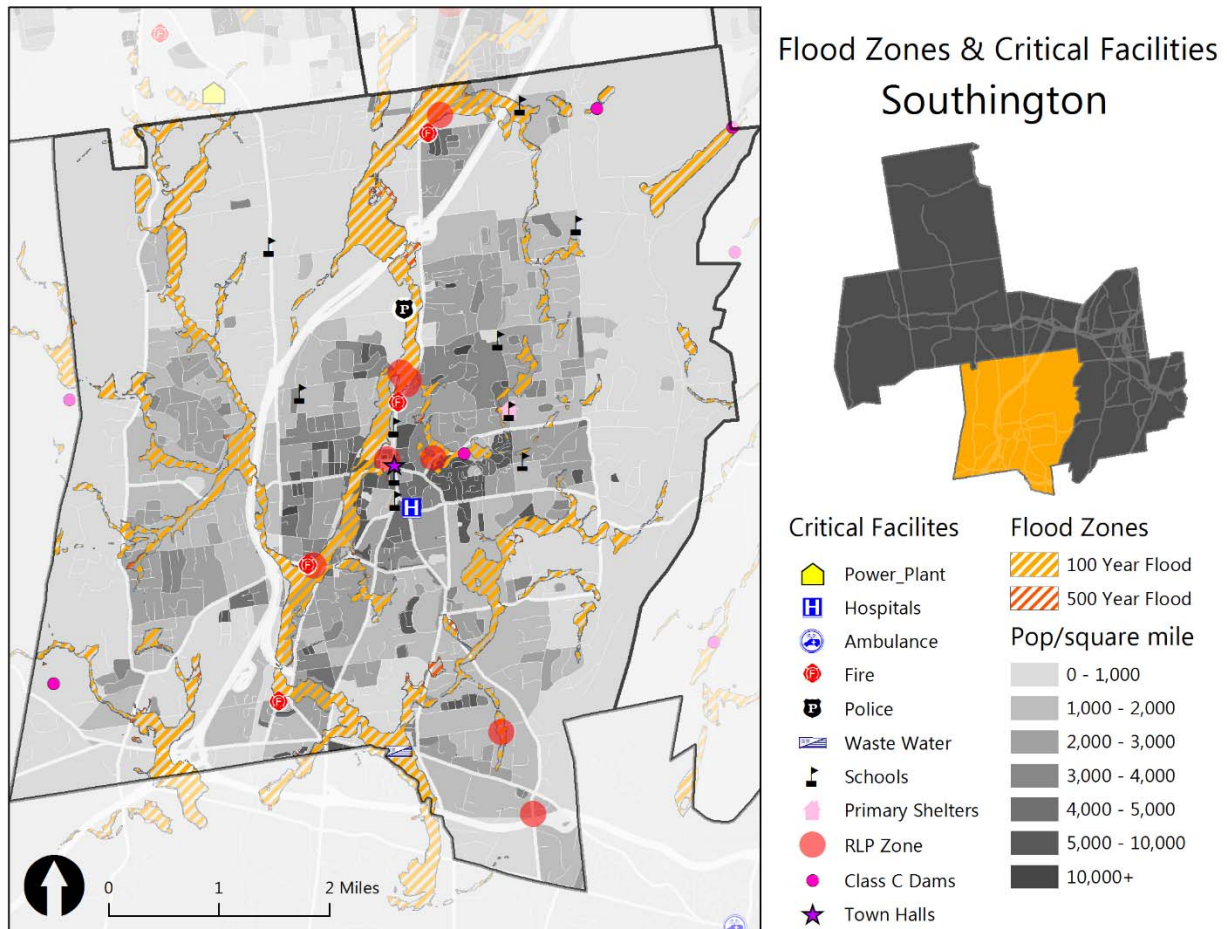 Flood Zones & Critical Facilities
Southington
Critical Facilites
Power_Plant
Hospitals
Ambulance
Fire
Police
Waste Water
Schools
Primary Shelters
RLP Zone
Class C Dams
Town Halls
Flood Zones
100 Year Flood
500 Year Flood
Pop/square mile
0 - 1,000
1,000 - 2,000
2,000 - 3,000
3,000 - 4,000
4,000 - 5,000
5,000 - 10,000
10,000+
F
F
P
F
H
F
F
0 1 2 Miles
H
F
P